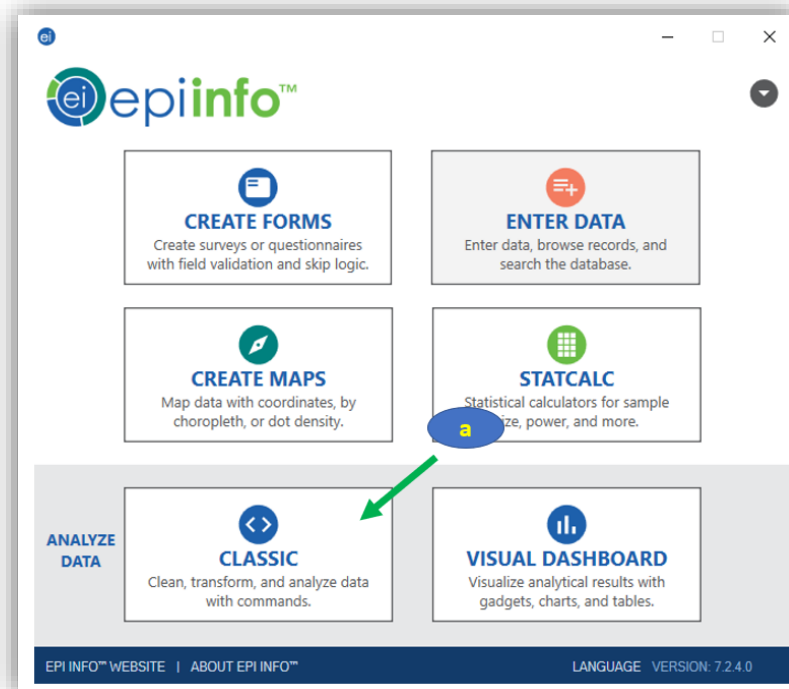 ei
ei epiinfo™
CREATE FORMS
Create surveys or questionnaires
with field validation and skip logic.
ENTER DATA
Enter data, browse records, and
search the database.
CREATE MAPS
Map data with coordinates, by
choropleth, or dot density.
STATCALC
Statistical calculators for sample
ize, power, and more.
a
ANALYZE
DATA
CLASSIC
Clean, transform, and analyze data
with commands.
VISUAL DASHBOARD
Visualize analytical results with
gadgets, charts, and tables.
EPI INFO™ WEBSITE | ABOUT EPI INFO™ LANGUAGE VERSION: 7.2.4.0